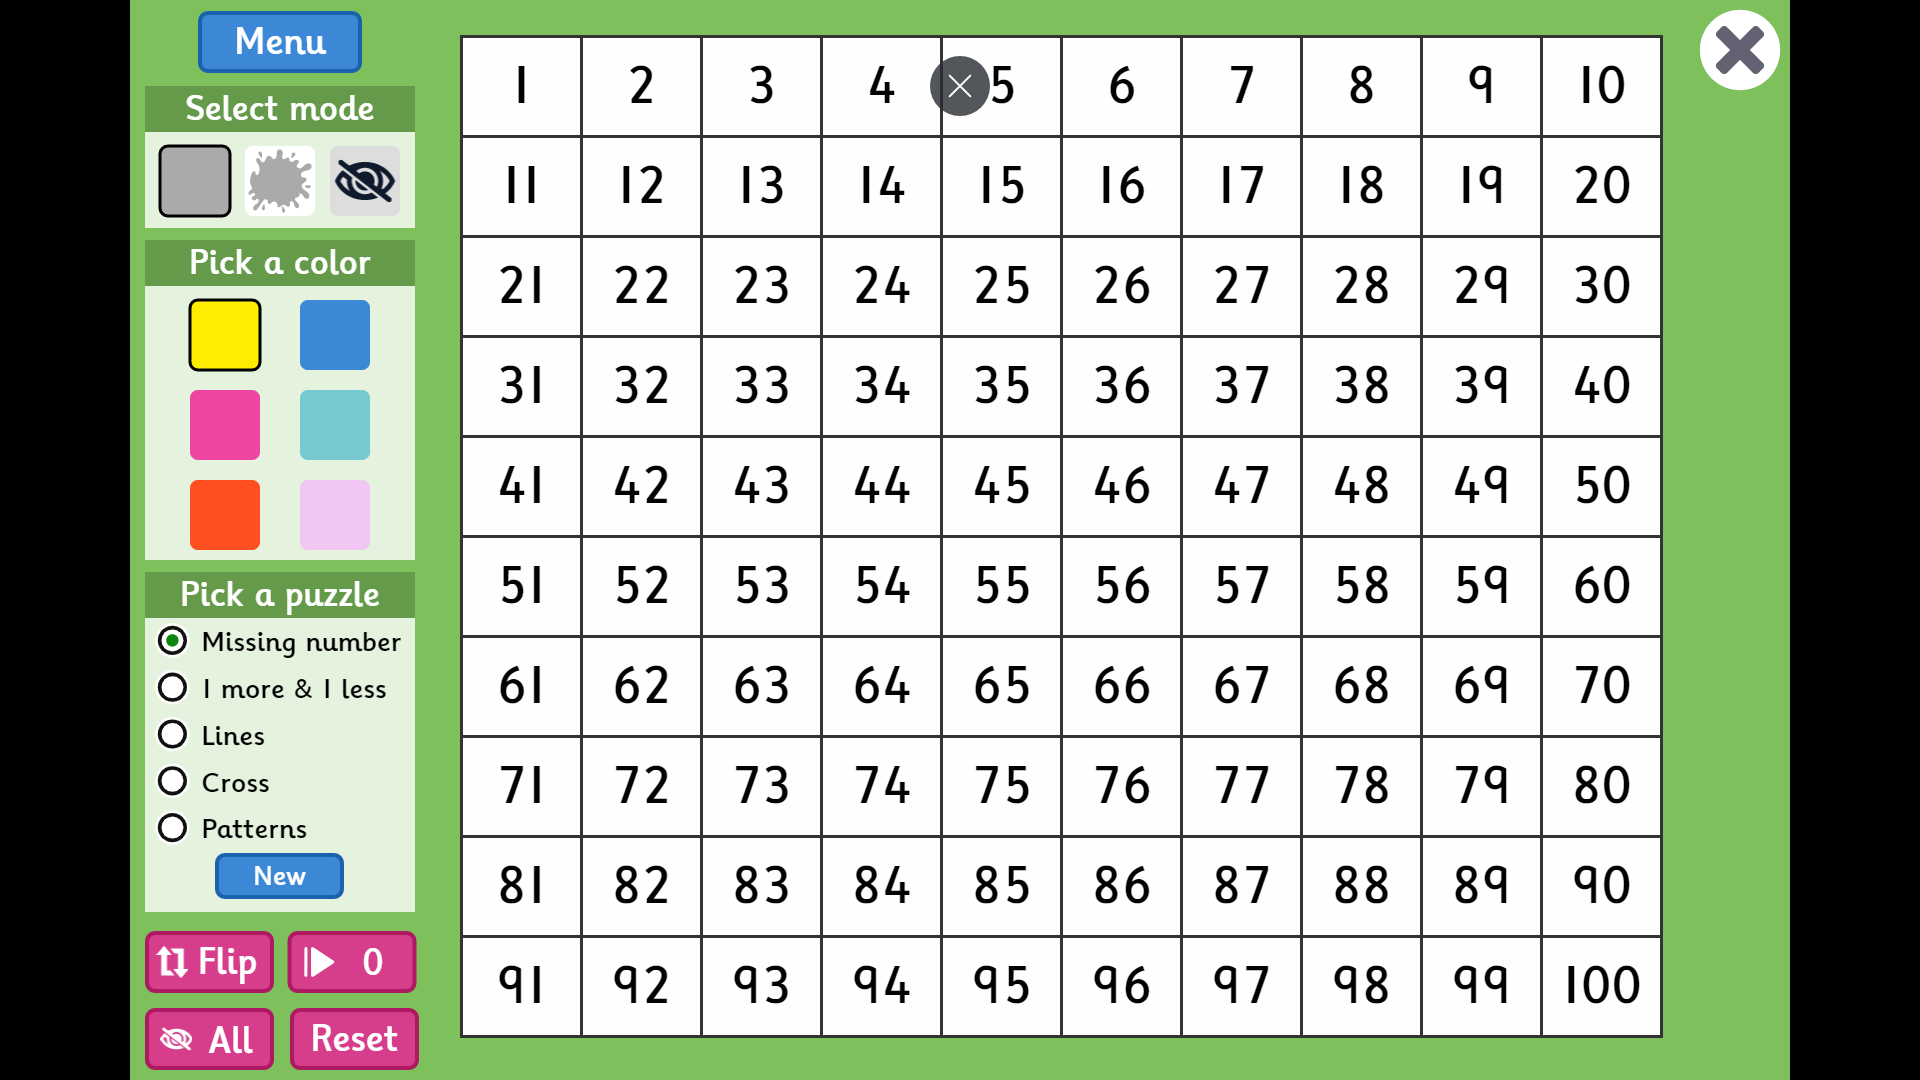 Menu
Select mode
Pick a color
Pick a puzzle
Missing number
1 more & 1 less
Lines
Cross
Patterns
New
Flip
0
All
Reset
1 2 3 4 5 6 7 8 9 10
11 12 13 14 15 16 17 18 19 20
21 22 23 24 25 26 27 28 29 30
31 32 33 34 35 36 37 38 39 40
41 42 43 44 45 46 47 48 49 50
51 52 53 54 55 56 57 58 59 60
61 62 63 64 65 66 67 68 69 70
71 72 73 74 75 76 77 78 79 80
81 82 83 84 85 86 87 88 89 90
91 92 93 94 95 96 97 98 99 100